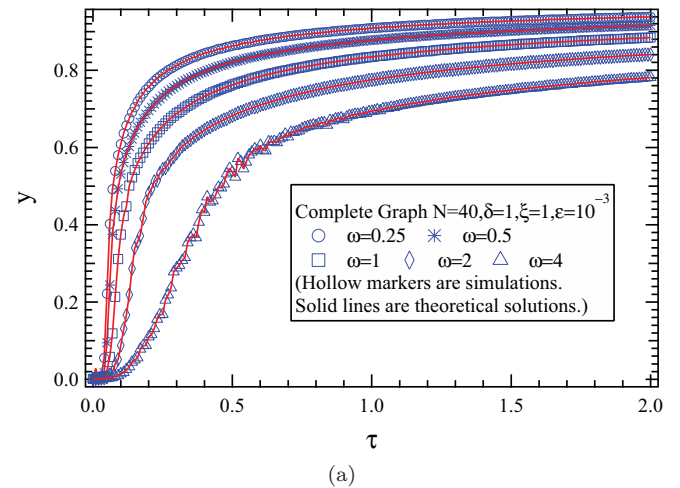 y
0.8
0.6
0.4
0.2
0.0
Complete Graph N=40,δ=1,ξ=1,ε=10⁻³
ω=0.25 ω=0.5
ω=1 ω=2 ω=4
(Hollow markers are simulations.
Solid lines are theoretical solutions.)
0.0 0.5 1.0 1.5 2.0
τ
(a)